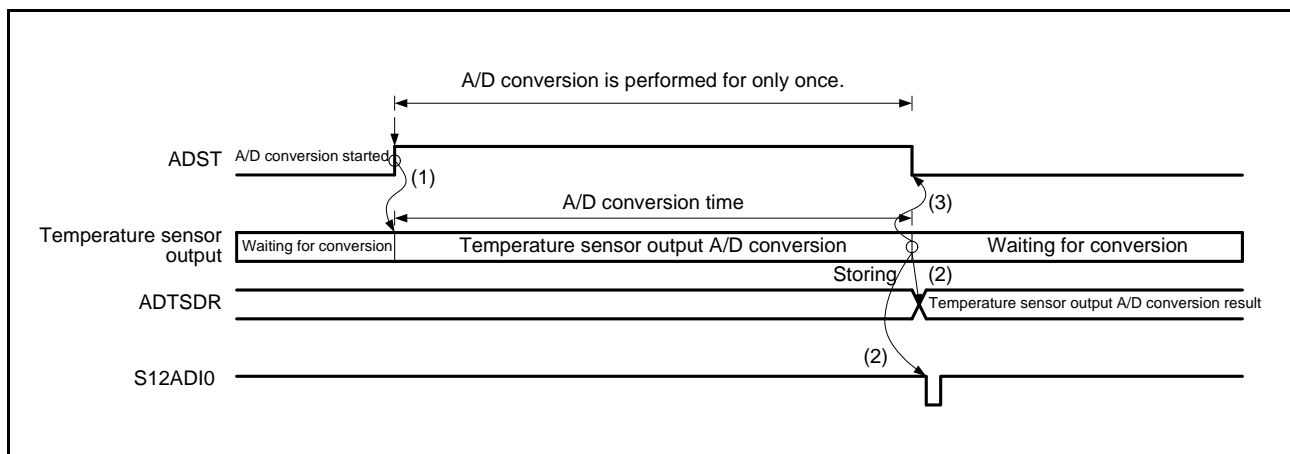 A/D conversion is performed for only once.
ADST
A/D conversion started
(1)
(3)
A/D conversion time
Temperature sensor
output
Waiting for conversion
Temperature sensor output A/D conversion
Waiting for conversion
Storing
(2)
ADTSDR
Temperature sensor output A/D conversion result
(2)
S12ADI0